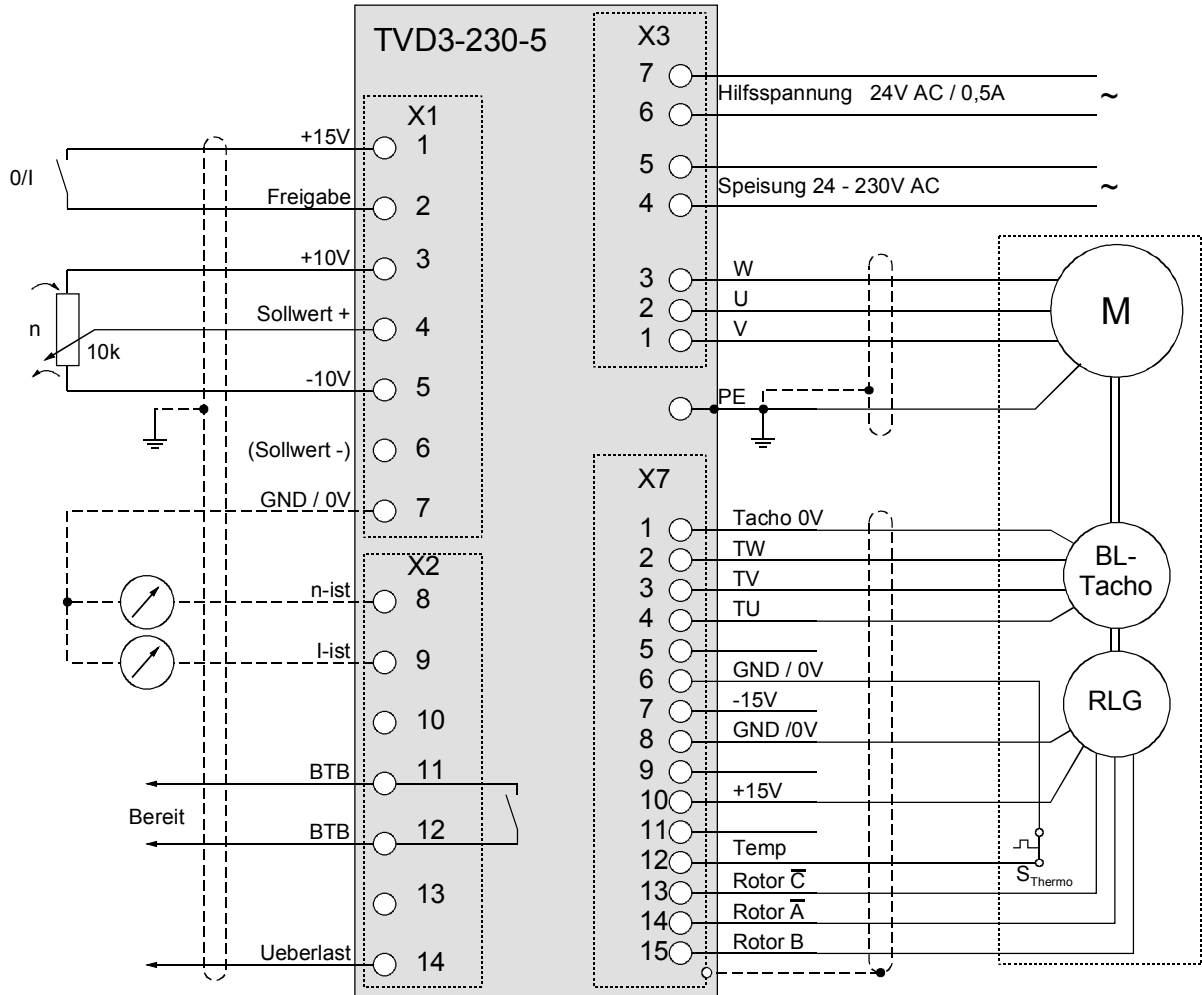 TVD3-230-5
X1
0/I
+15V
1
Freigabe
2
+10V
3
n
10k
Sollwert +
4
-10V
5
(Sollwert -)
6
GND / 0V
7
X2
n-ist
8
I-ist
9
10
BTB
11
Bereit
BTB
12
13
Ueberlast
14
X3
7
Hilfsspannung 24V AC / 0,5A
~
6
5
Speisung 24 - 230V AC
~
4
3
W
2
U
1
V
PE
M
X7
1
Tacho 0V
2
TW
3
TV
4
TU
5
6
GND / 0V
7
-15V
8
GND /0V
9
10
+15V
11
12
Temp
13
Rotor C̅
14
Rotor A̅
15
Rotor B
BL-
Tacho
RLG
SThermo